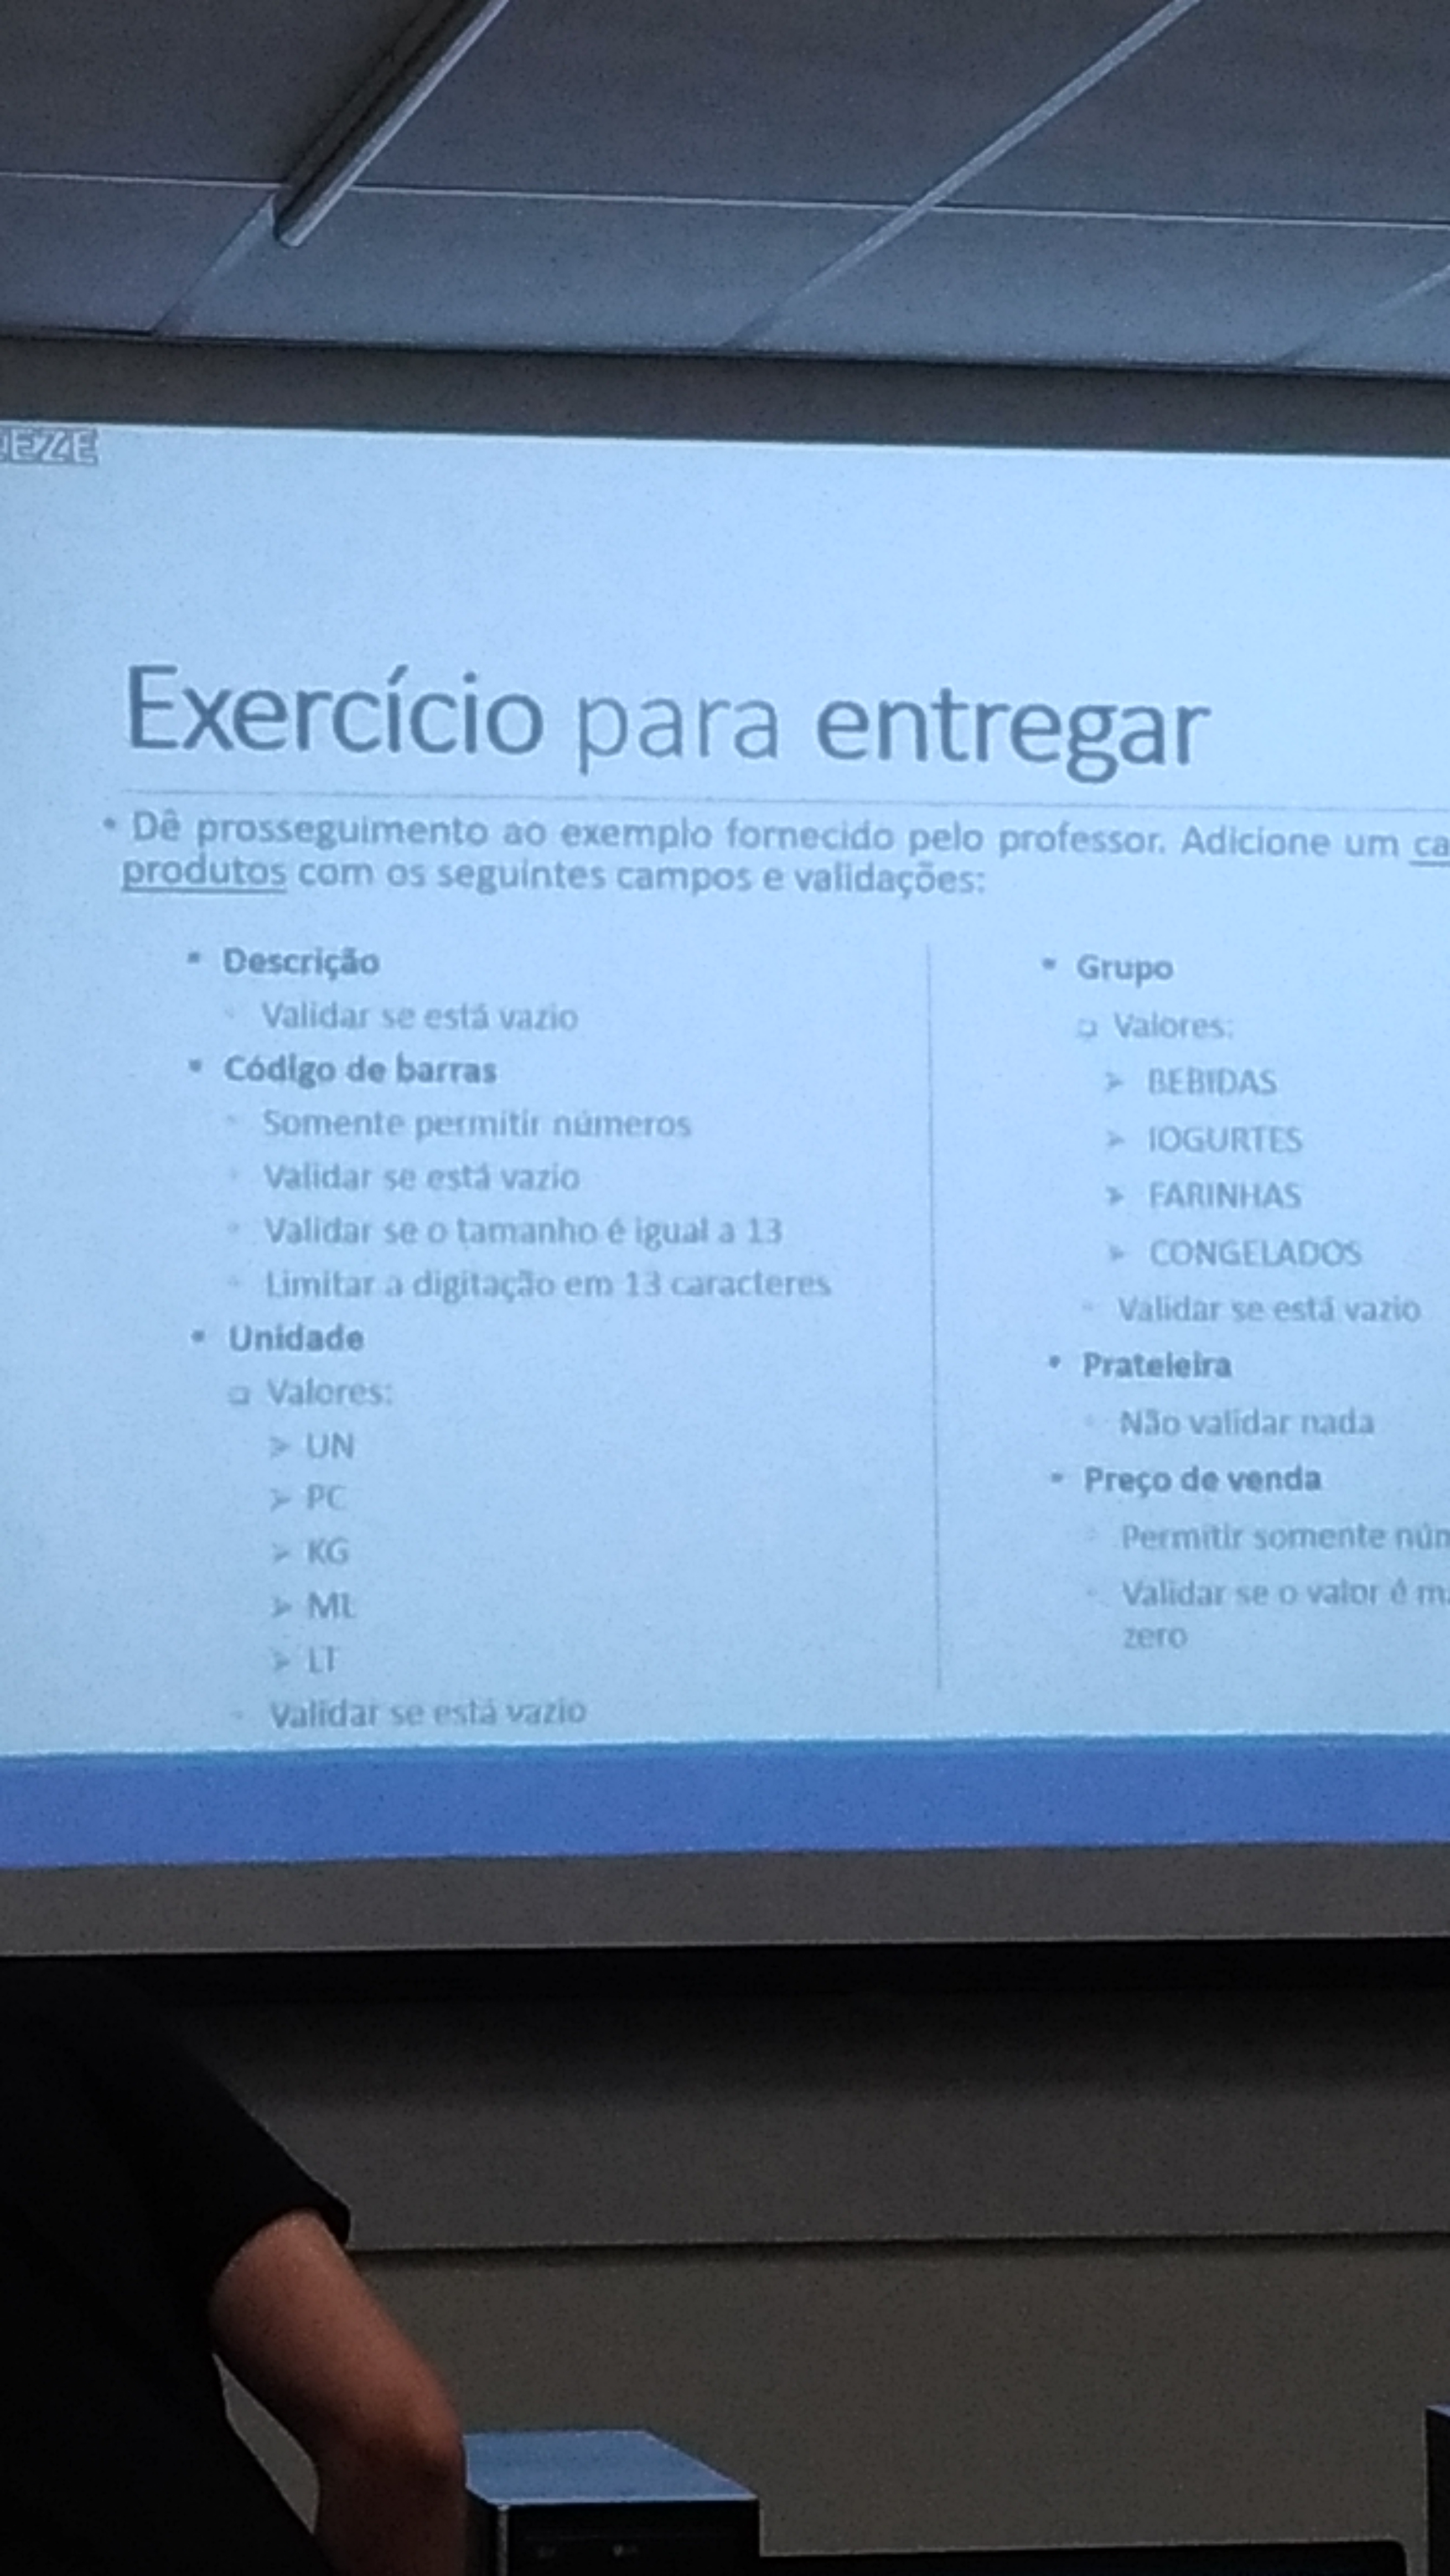 Exercício para entregar
• Dê prosseguimento ao exemplo fornecido pelo professor. Adicione um
produtos com os seguintes campos e validações:
Descrição
Validar se está vazio
Código de barras
Somente permitir números
Validar se está vazio
Validar se o tamanho é igual a 13
Limitar a digitação em 13 caracteres
Unidade
Valores:
UN
PC
KG
ML
LT
Validar se está vazio
Grupo
Valores:
BEBIDAS
IOGURTES
FARINHAS
CONGELADOS
Validar se está vazio
Prateleira
Não validar nada
Preço de venda
Permitir somente
Validar se o valor é
zero